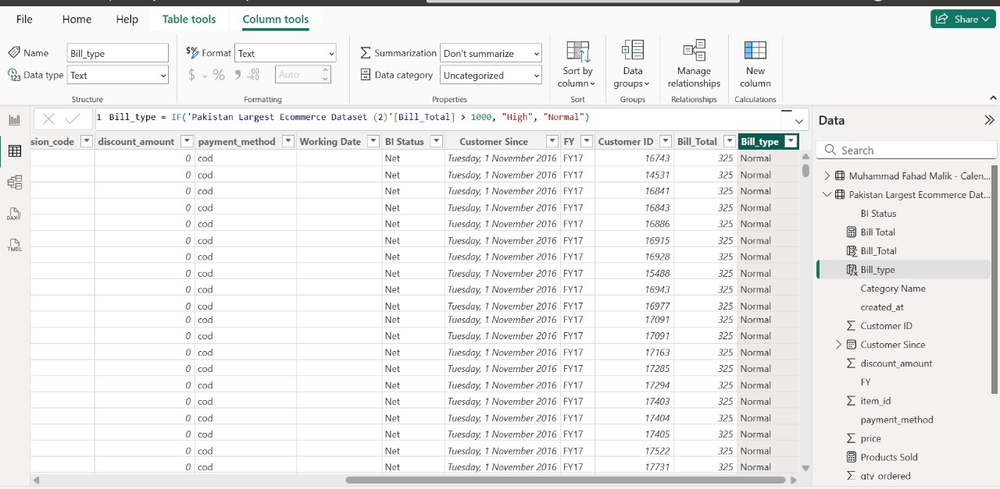 File Home Help Table tools Column tools Share
Name Bill_type Format Text Summarization Don't summarize
Data type Text $ % Auto Data category Uncategorized
Sort by column Data groups Manage relationships New column
Structure Formatting Properties Sort Groups Relationships Calculations
1 Bill_type = IF('Pakistan Largest Ecommerce Dataset (2)'[Bill_Total] > 1000, "High", "Normal")
sion_code discount_amount payment_method Working Date BI Status Customer Since FY Customer ID Bill_Total Bill_type
0 cod Net Tuesday, 1 November 2016 FY17 16743 325 Normal
0 cod Net Tuesday, 1 November 2016 FY17 14531 325 Normal
0 cod Net Tuesday, 1 November 2016 FY17 16841 325 Normal
0 cod Net Tuesday, 1 November 2016 FY17 16843 325 Normal
0 cod Net Tuesday, 1 November 2016 FY17 16886 325 Normal
0 cod Net Tuesday, 1 November 2016 FY17 16915 325 Normal
0 cod Net Tuesday, 1 November 2016 FY17 16928 325 Normal
0 cod Net Tuesday, 1 November 2016 FY17 15488 325 Normal
0 cod Net Tuesday, 1 November 2016 FY17 16943 325 Normal
0 cod Net Tuesday, 1 November 2016 FY17 16977 325 Normal
0 cod Net Tuesday, 1 November 2016 FY17 17091 325 Normal
0 cod Net Tuesday, 1 November 2016 FY17 17091 325 Normal
0 cod Net Tuesday, 1 November 2016 FY17 17163 325 Normal
0 cod Net Tuesday, 1 November 2016 FY17 17285 325 Normal
0 cod Net Tuesday, 1 November 2016 FY17 17294 325 Normal
0 cod Net Tuesday, 1 November 2016 FY17 17403 325 Normal
0 cod Net Tuesday, 1 November 2016 FY17 17404 325 Normal
0 cod Net Tuesday, 1 November 2016 FY17 17405 325 Normal
0 cod Net Tuesday, 1 November 2016 FY17 17522 325 Normal
0 cod Net Tuesday, 1 November 2016 FY17 17731 325 Normal
Data
Search
Muhammad Fahad Malik - Calen...
Pakistan Largest Ecommerce Dat...
BI Status
Bill Total
Bill_Total
Bill_type
Category Name
created_at
Customer ID
Customer Since
discount_amount
FY
item_id
payment_method
price
Products Sold
qty_ordered
DAX
TMDL